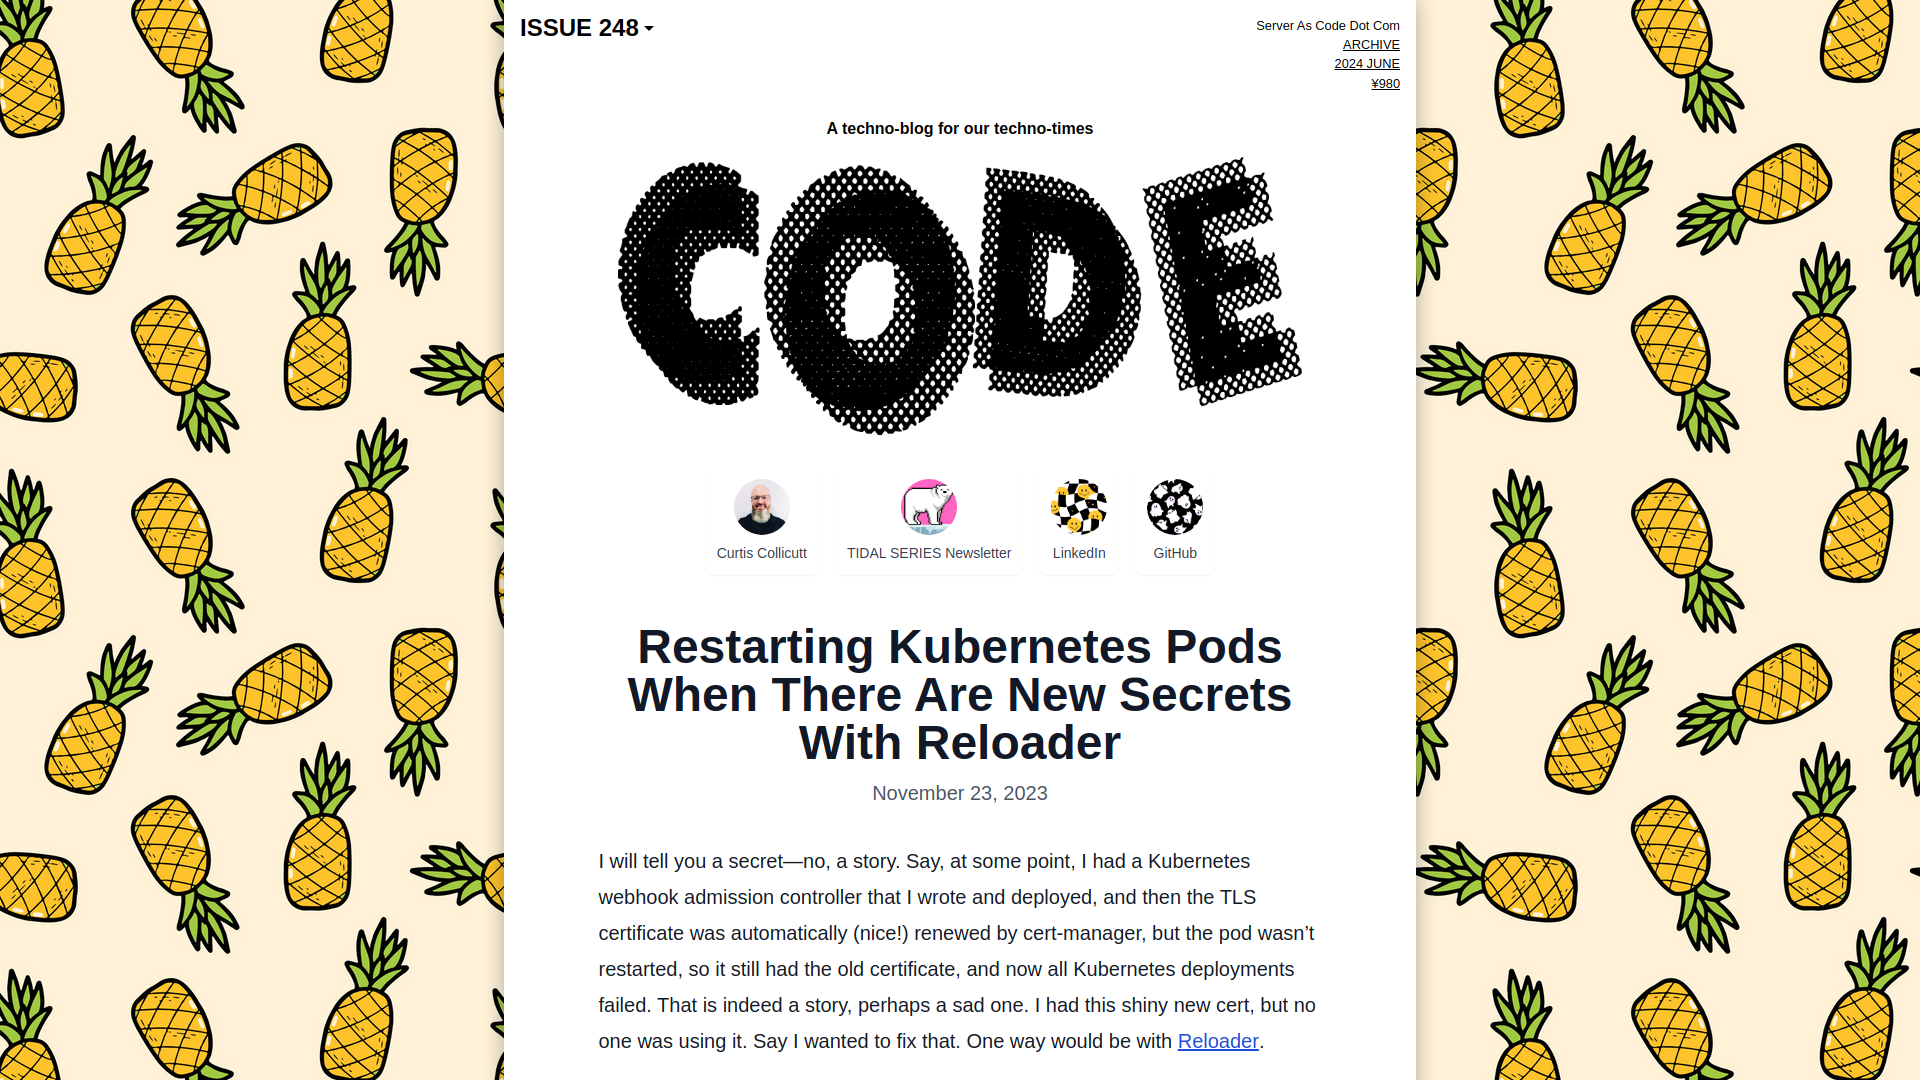 ISSUE 248
Server As Code Dot Com
ARCHIVE
2024 JUNE
¥980
A techno-blog for our techno-times
CODE
Curtis Collicutt
TIDAL SERIES Newsletter
LinkedIn
GitHub
Restarting Kubernetes Pods
When There Are New Secrets
With Reloader
November 23, 2023
I will tell you a secret—no, a story. Say, at some point, I had a Kubernetes
webhook admission controller that I wrote and deployed, and then the TLS
certificate was automatically (nice!) renewed by cert-manager, but the pod wasn’t
restarted, so it still had the old certificate, and now all Kubernetes deployments
failed. That is indeed a story, perhaps a sad one. I had this shiny new cert, but no
one was using it. Say I wanted to fix that. One way would be with Reloader.